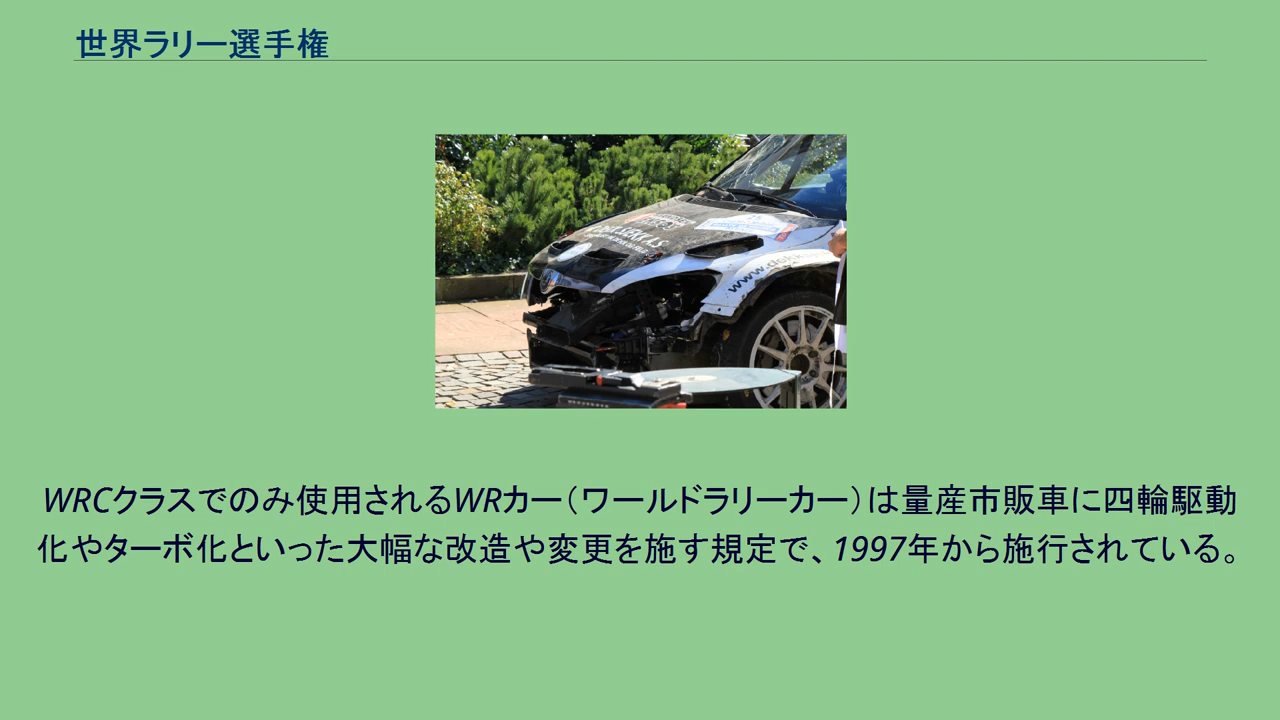 世界ラリー選手権
www.
WRCクラスでのみ使用されるWRカー（ワールドラリーカー）は量産市販車に四輪駆動
化やターボ化といった大幅な改造や変更を施す規定で、1997年から施行されている。